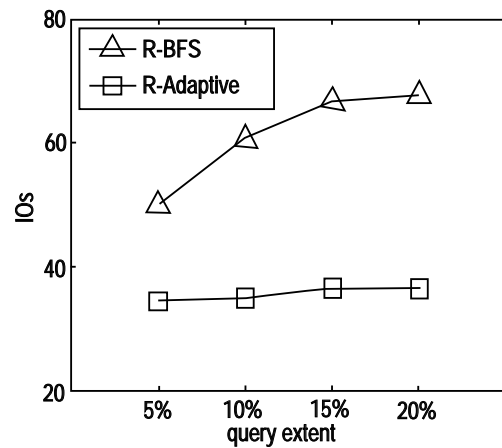 80
R-BFS
R-Adaptive
60
IOs
40
20
5% 10% 15% 20%
query extent